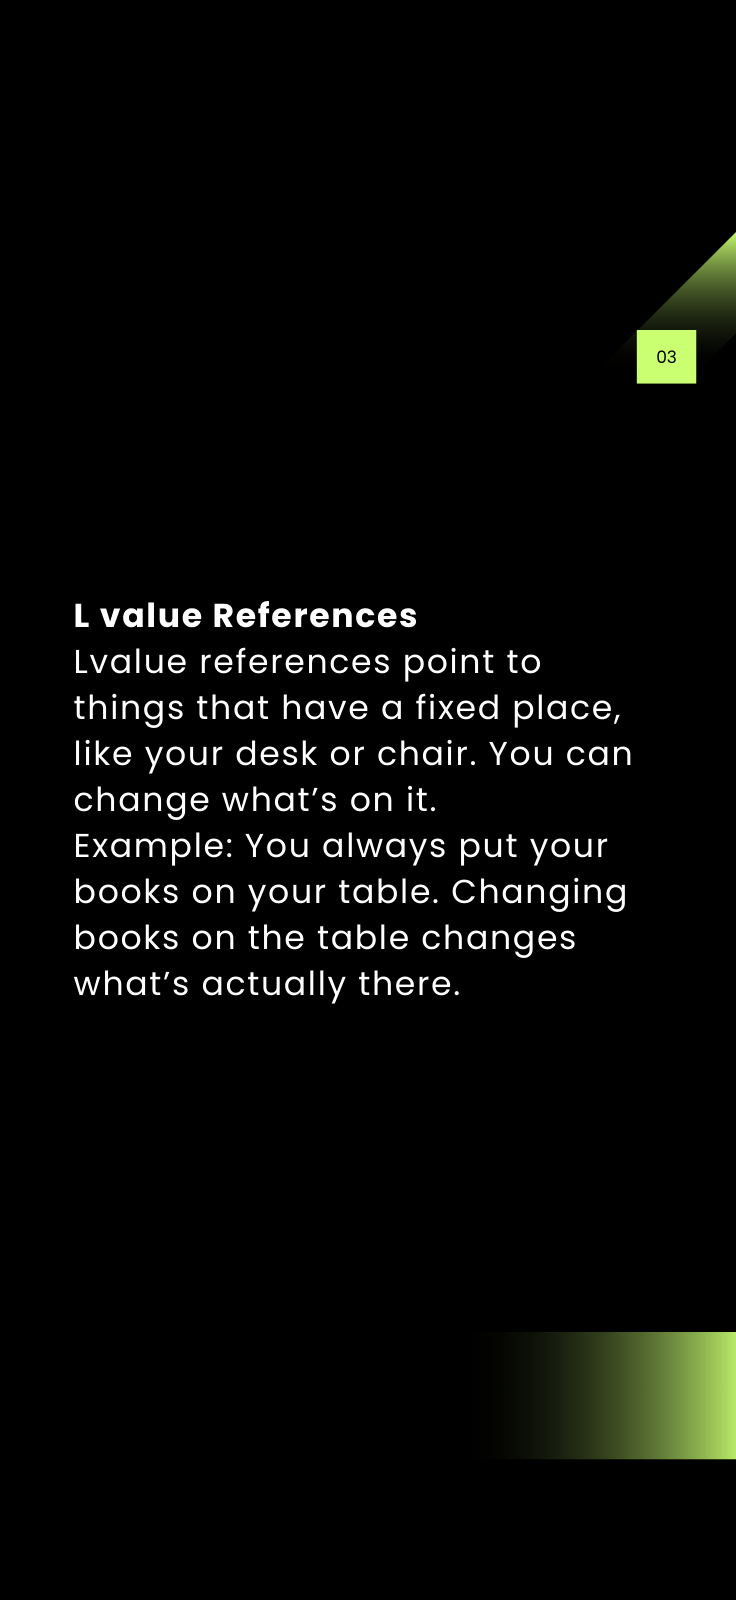 03
L value References
Lvalue references point to
things that have a fixed place,
like your desk or chair. You can
change what’s on it.
Example: You always put your
books on your table. Changing
books on the table changes
what’s actually there.